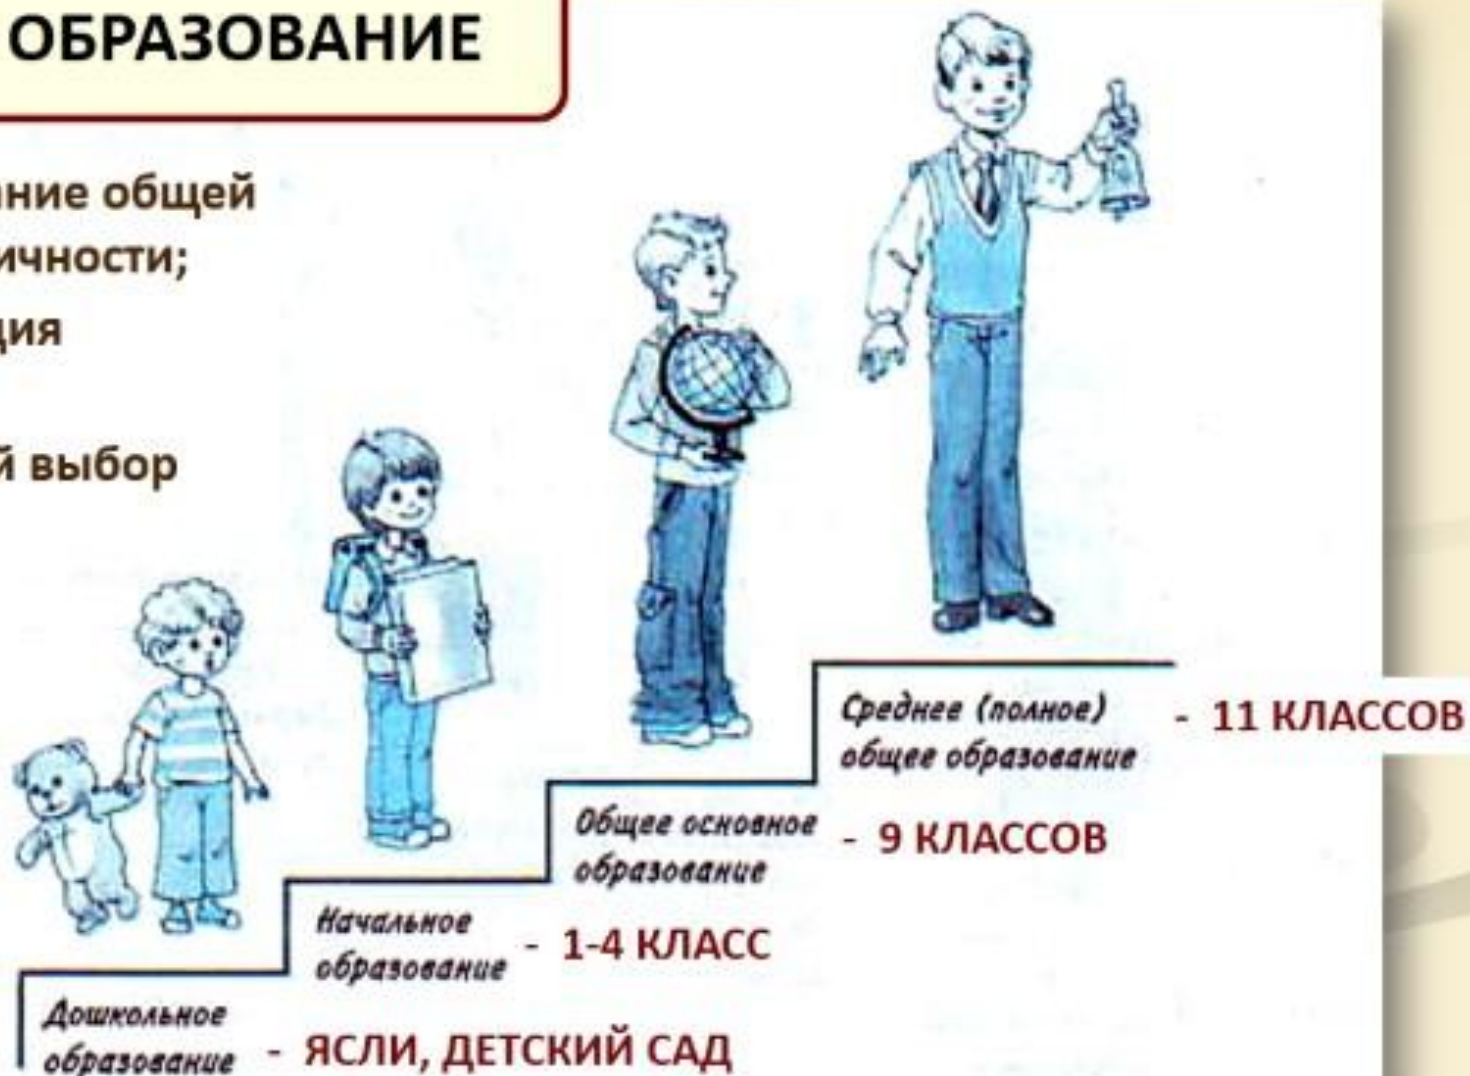 ОБРАЗОВАНИЕ
ние общей
ичности;
ция
й выбор
Среднее (полное)
общее образование
- 11 КЛАССОВ
Общее основное
образование
- 9 КЛАССОВ
Начальное
образование
- 1-4 КЛАСС
Дошкольное
образование
- ЯСЛИ, ДЕТСКИЙ САД